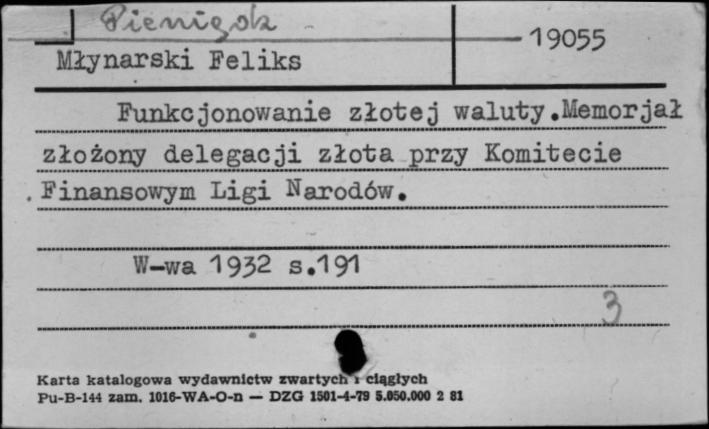 Pieniądz
19055
Młynarski Feliks
Funkcjonowanie złotej waluty.Memorjał
złożony delegacji złota przy Komitecie
Finansowym Ligi Narodów.
W-wa 1932 s.191
3
Karta katalogowa wydawnictw zwartych i ciągłych
Pu-B-144 zam. 1016-WA-O-n — DZG 1501-4-79 5.050.000 2 81